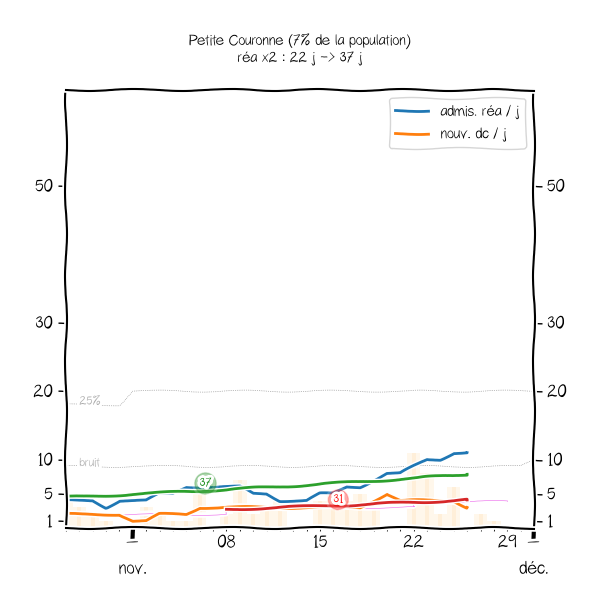 Petite Couronne (7% de la population)
réa x2 : 22 j -> 37 j
admis. réa / j
nouv. dc / j
50 50
30 30
20 20
25%
10 10
bruit
37
5 5
31
1 1
08 15 22 29
nov. déc.